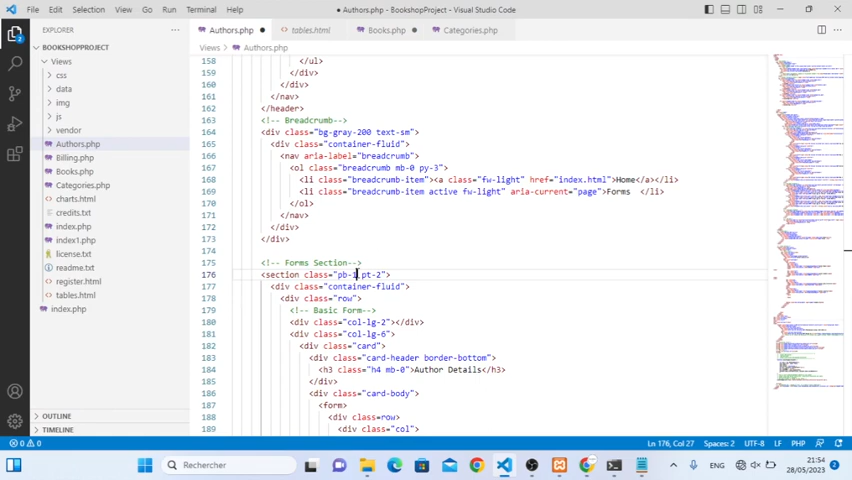 File Edit Selection View Go Run Terminal Help
● Authors.php - BookshopProject - Visual Studio Code
EXPLORER
Authors.php ●
tables.html
Books.php ●
Categories.php
BOOKSHOPPROJECT
Views > Authors.php
Views
css
data
img
js
vendor
Authors.php
Billing.php
Books.php
Categories.php
charts.html
credits.txt
index.php
index1.php
license.txt
readme.txt
register.html
tables.html
index.php
OUTLINE
TIMELINE
158 </ul>
159 </div>
160 </div>
161 </nav>
162 </header>
163 <!-- Breadcrumb-->
164 <div class="bg-gray-200 text-sm">
165 <div class="container-fluid">
166 <nav aria-label="breadcrumb">
167 <ol class="breadcrumb mb-0 py-3">
168 <li class="breadcrumb-item"><a class="fw-light" href="index.html">Home</a></li>
169 <li class="breadcrumb-item active fw-light" aria-current="page">Forms </li>
170 </ol>
171 </nav>
172 </div>
173 </div>
174
175 <!-- Forms Section-->
176 <section class="pb-1 pt-2">
177 <div class="container-fluid">
178 <div class="row">
179 <!-- Basic Form-->
180 <div class="col-lg-2"></div>
181 <div class="col-lg-6">
182 <div class="card">
183 <div class="card-header border-bottom">
184 <h3 class="h4 mb-0">Author Details</h3>
185 </div>
186 <div class="card-body">
187 <form>
188 <div class=row>
189 <div class="col">
0 0
Ln 176, Col 27 Spaces: 2 UTF-8 LF PHP
Rechercher
ENG
21:54
28/05/2023
2